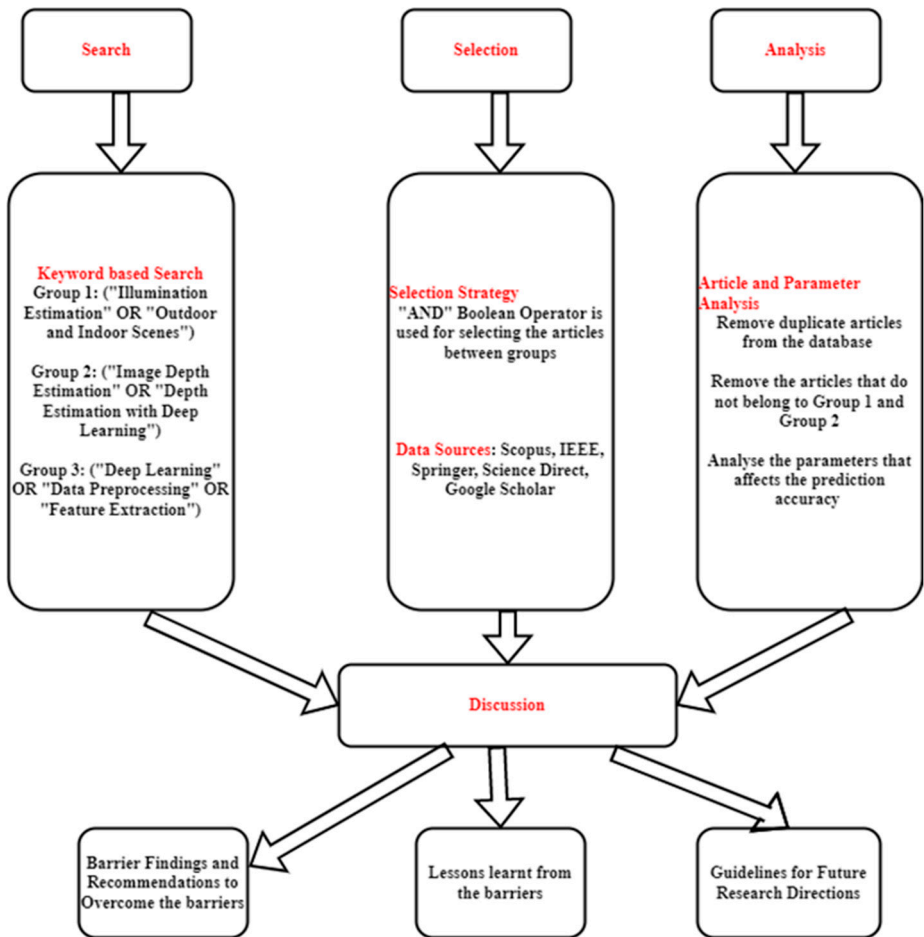 Search
Selection
Analysis
Keyword based Search
Group 1: ("Illumination
Estimation" OR "Outdoor
and Indoor Scenes")
Group 2: ("Image Depth
Estimation" OR "Depth
Estimation with Deep
Learning")
Group 3: ("Deep Learning"
OR "Data Preprocessing" OR
"Feature Extraction")
Selection Strategy
"AND" Boolean Operator is
used for selecting the articles
between groups
Data Sources: Scopus, IEEE,
Springer, Science Direct,
Google Scholar
Article and Parameter
Analysis
Remove duplicate articles
from the database
Remove the articles that do
not belong to Group 1 and
Group 2
Analyse the parameters that
affects the prediction
accuracy
Discussion
Barrier Findings and
Recommendations to
Overcome the barriers
Lessons learnt from
the barriers
Guidelines for Future
Research Directions